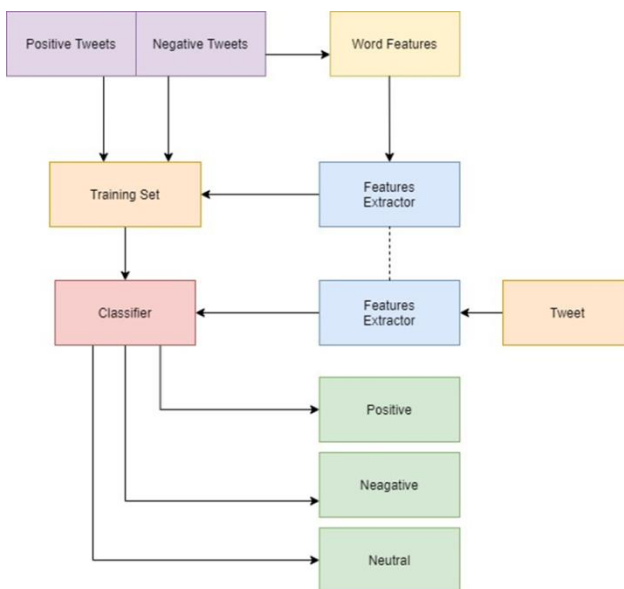 Positive Tweets
Negative Tweets
Word Features
Training Set
Features
Extractor
Classifier
Features
Extractor
Tweet
Positive
Neagative
Neutral